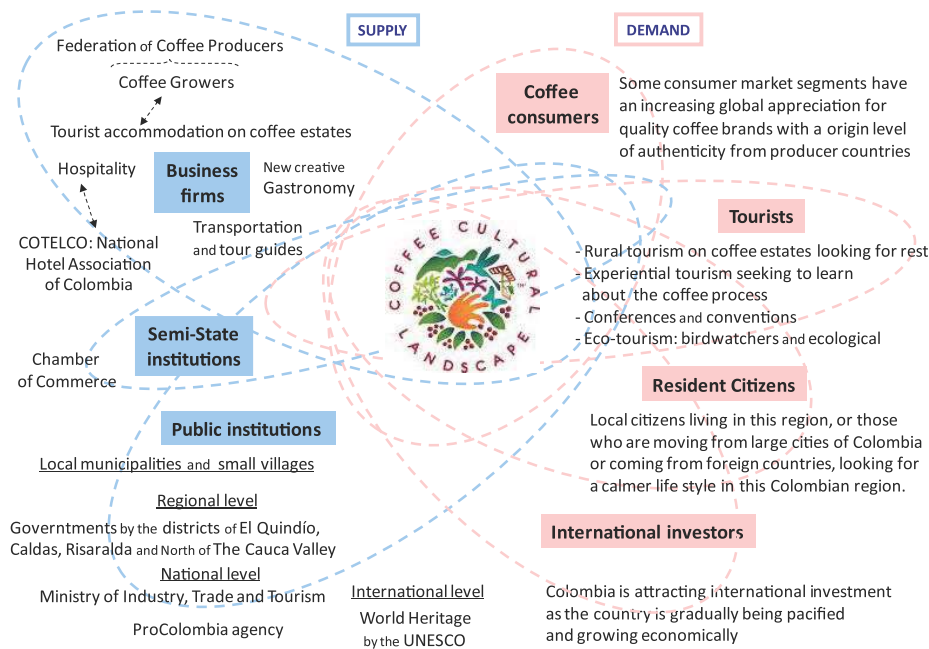 SUPPLY
DEMAND
Federation of Coffee Producers
Coffee Growers
Tourist accommodation on coffee estates
Hospitality
Business
firms
New creative
Gastronomy
Transportation
and tour guides
COTELCO: National
Hotel Association
of Colombia
Semi-State
institutions
Chamber
of Commerce
Public institutions
Local municipalities and small villages
Regional level
Governtments by the districts of El Quindío,
Caldas, Risaralda and North of The Cauca Valley
National level
Ministry of Industry, Trade and Tourism
ProColombia agency
International level
World Heritage
by the UNESCO
COFFEE CULTURAL
LANDSCAPE
TM
Coffee
consumers
Some consumer market segments have
an increasing global appreciation for
quality coffee brands with a origin level
of authenticity from producer countries
Tourists
- Rural tourism on coffee estates looking for rest
- Experiential tourism seeking to learn
about the coffee process
- Conferences and conventions
- Eco-tourism: birdwatchers and ecological
Resident Citizens
Local citizens living in this region, or those
who are moving from large cities of Colombia
or coming from foreign countries, looking for
a calmer life style in this Colombian region.
International investors
Colombia is attracting international investment
as the country is gradually being pacified
and growing economically